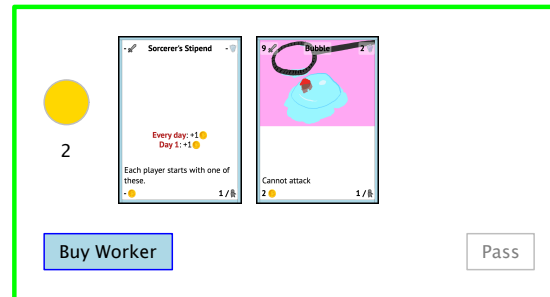 - Sorcerer's Stipend -
Every day: +1
Day 1: +1
Each player starts with one of
these.
- 1 /
9 Bubble 2
Cannot attack
2 1 /
2
Buy Worker
Pass